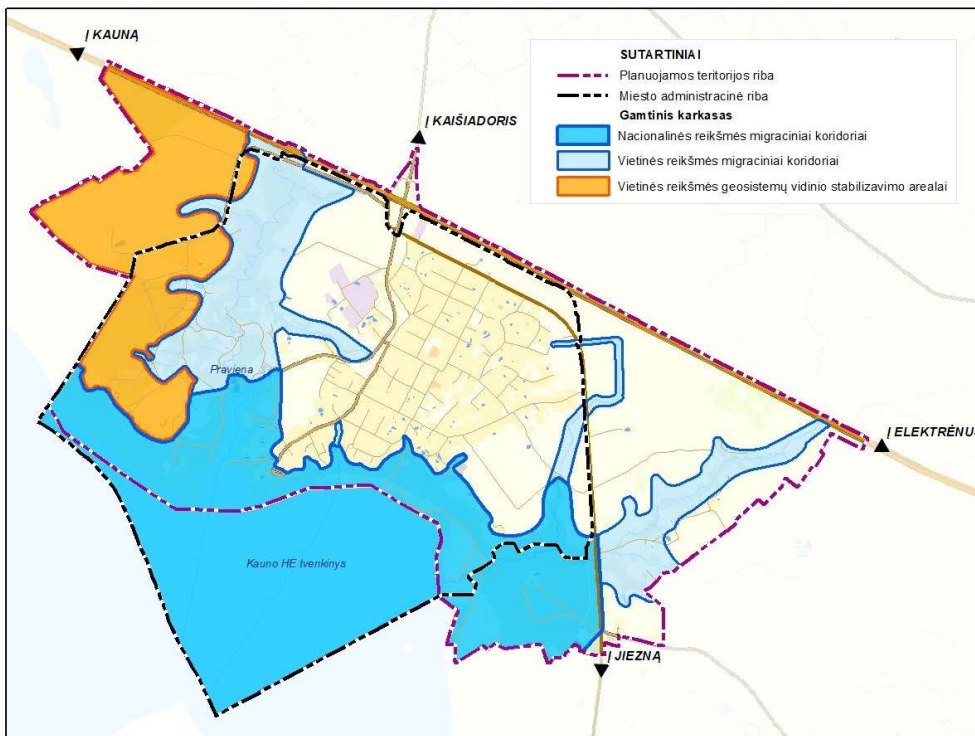 Į KAUNĄ
SUTARTINIAI
Planuojamos teritorijos riba
Miesto administracinė riba
Gamtinis karkasas
Nacionalinės reikšmės migraciniai koridoriai
Vietinės reikšmės migraciniai koridoriai
Vietinės reikšmės geosistemų vidinio stabilizavimo arealai
Į KAIŠIADORIS
Praviena
Į ELEKTRĖNUS
Kauno HE tvenkinys
Į JIEZNĄ